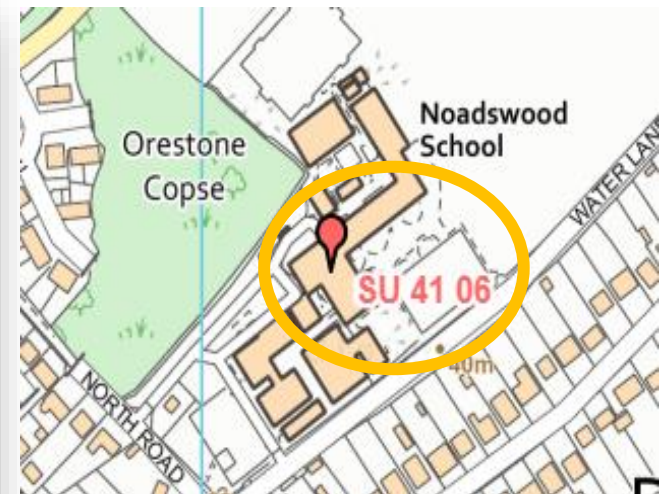 Noadswood
School
Orestone
Copse
WATER LANE
SU 41 06
40m
NORTH ROAD